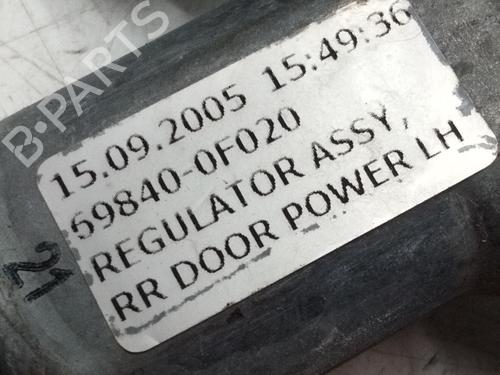 B-PARTS
15.09.2005 15:49:36
69840-0F020
REGULATOR ASSY,
RR DOOR POWER LH
21